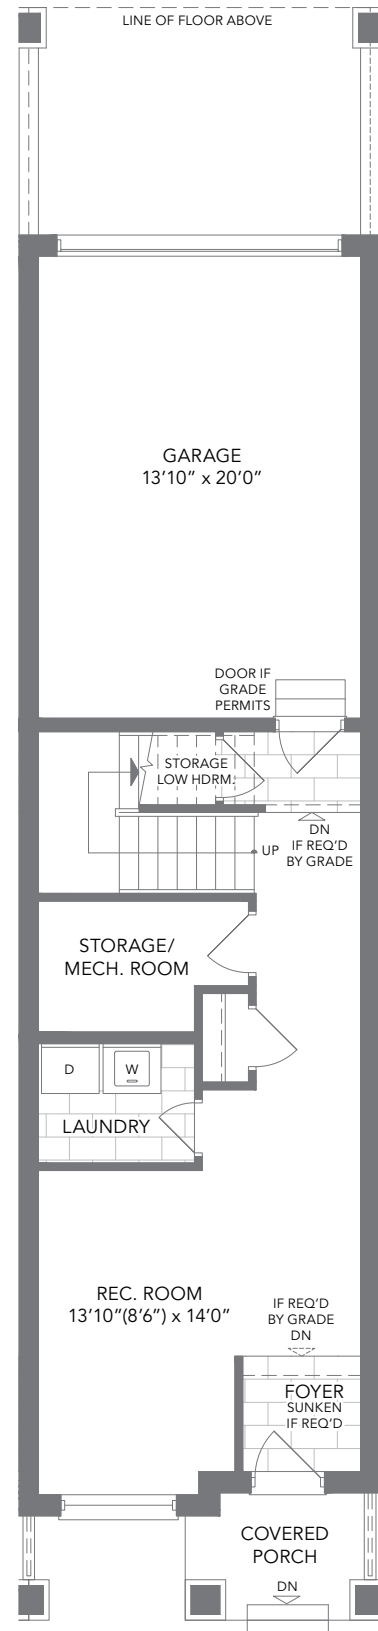 LINE OF FLOOR ABOVE
GARAGE
13'10" x 20'0"
DOOR IF
GRADE
PERMITS
STORAGE
LOW HDRM.
DN
IF REQ'D
BY GRADE
UP
STORAGE/
MECH. ROOM
D
W
LAUNDRY
REC. ROOM
13'10"(8'6") x 14'0"
IF REQ'D
BY GRADE
DN
FOYER
SUNKEN
IF REQ'D
COVERED
PORCH
DN